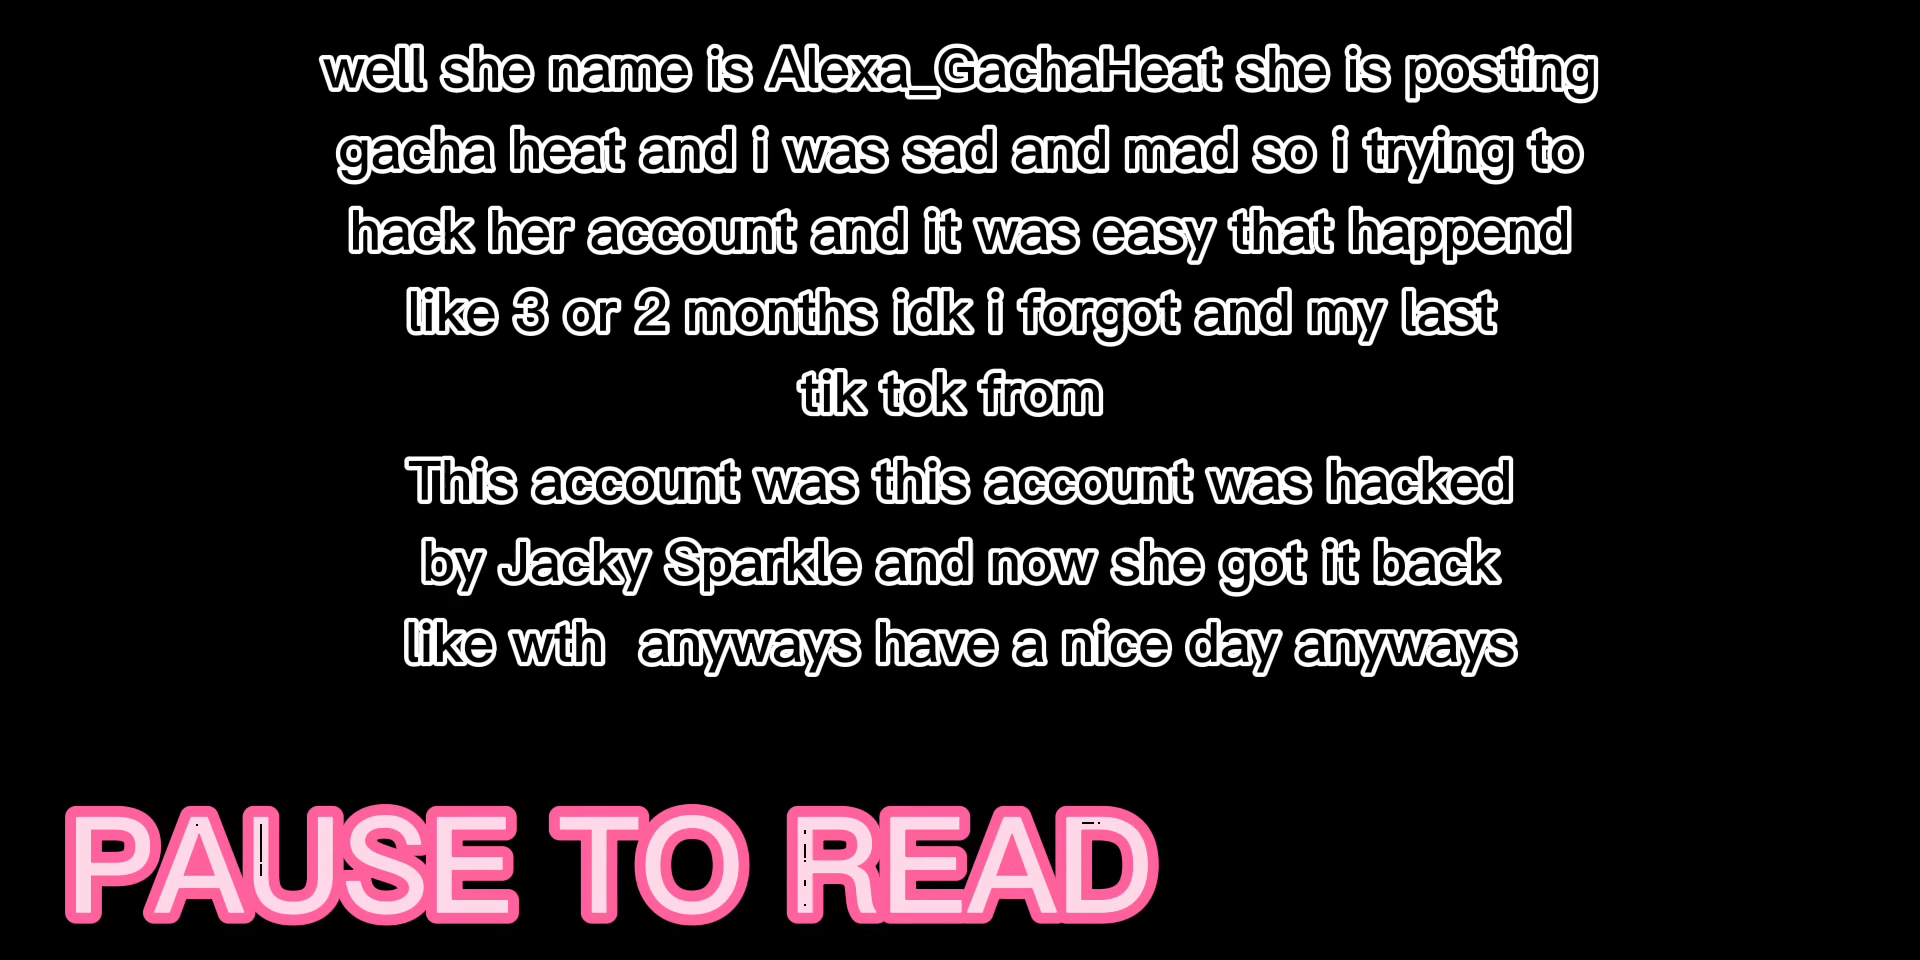 well she name is Alexa_GachaHeat she is posting
gacha heat and i was sad and mad so i trying to
hack her account and it was easy that happend
like 3 or 2 months idk i forgot and my last
tik tok from
This account was this account was hacked
by Jacky Sparkle and now she got it back
like wth  anyways have a nice day anyways
PAUSE TO READ